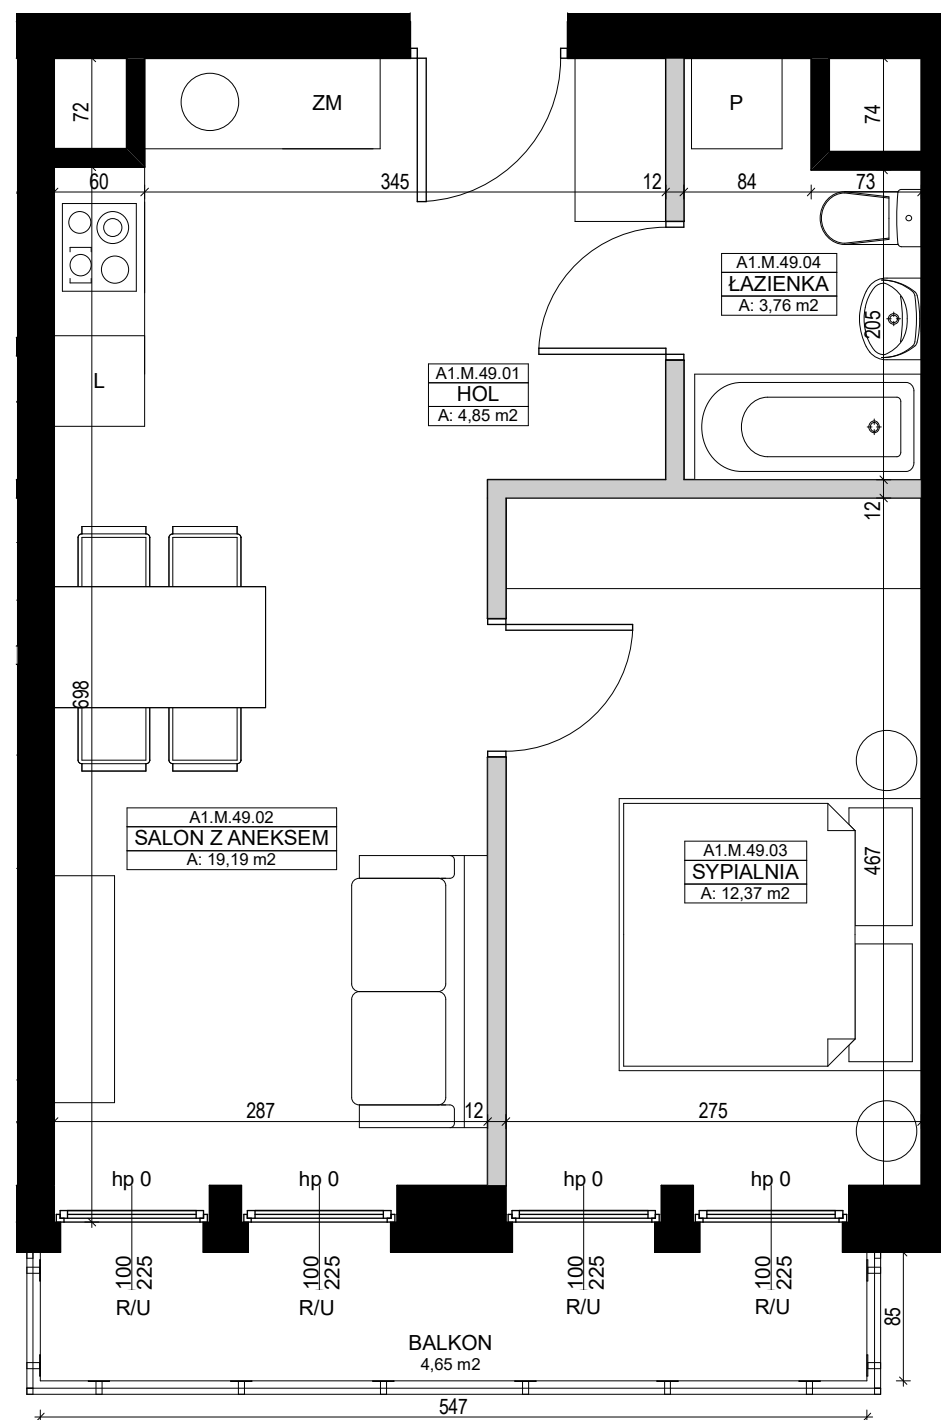 72
ZM
P
74
60
345
12
84
73
A1.M.49.04
ŁAZIENKA
A: 3,76 m2
205
A1.M.49.01
HOL
A: 4,85 m2
L
12
698
A1.M.49.02
SALON Z ANEKSEM
A: 19,19 m2
A1.M.49.03
SYPIALNIA
A: 12,37 m2
467
287
12
275
hp 0
hp 0
hp 0
hp 0
100
225
R/U
100
225
R/U
100
225
R/U
100
225
R/U
85
BALKON
4,65 m2
547